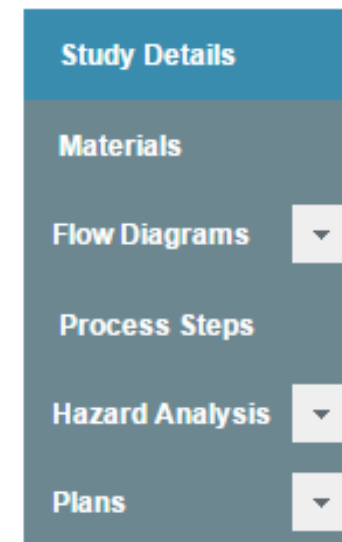 Study Details
Materials
Flow Diagrams
Process Steps
Hazard Analysis
Plans